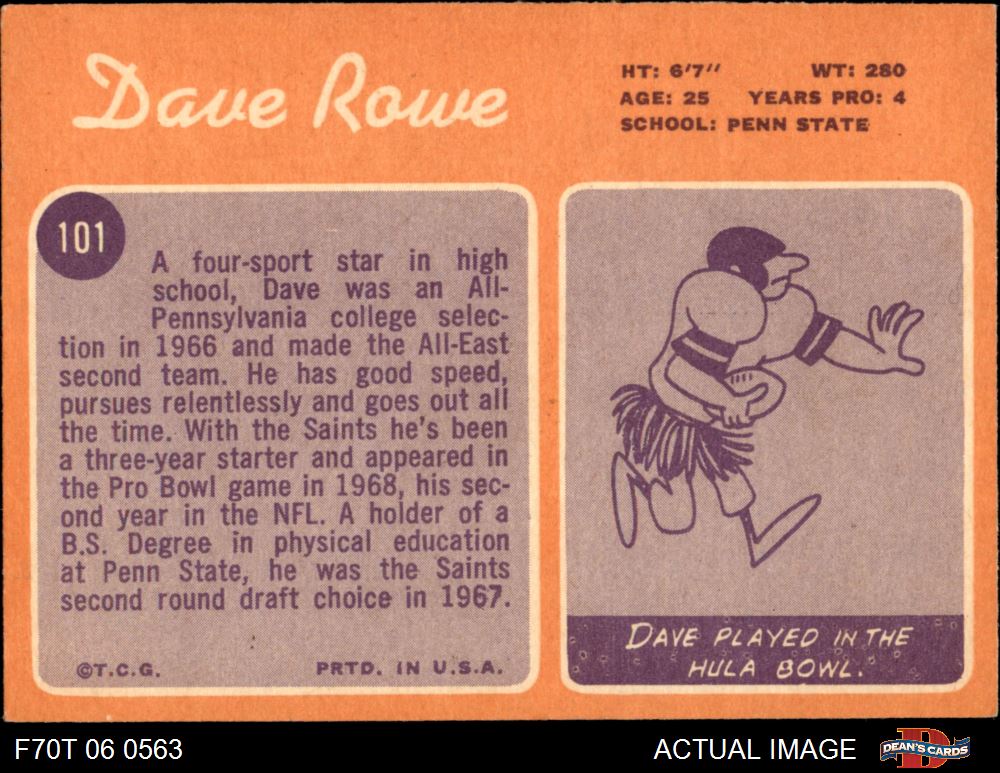 Dave Rowe
HT: 6'7" WT: 280
AGE: 25 YEARS PRO: 4
SCHOOL: PENN STATE
101
A four-sport star in high
school, Dave was an All-
Pennsylvania college selec-
tion in 1966 and made the All-East
second team. He has good speed,
pursues relentlessly and goes out all
the time. With the Saints he's been
a three-year starter and appeared in
the Pro Bowl game in 1968, his sec-
ond year in the NFL. A holder of a
B.S. Degree in physical education
at Penn State, he was the Saints
second round draft choice in 1967.
©T.C.G. PRTD. IN U.S.A.
DAVE PLAYED IN THE
HULA BOWL.
F70T 06 0563
ACTUAL IMAGE
DEAN'S CARDS